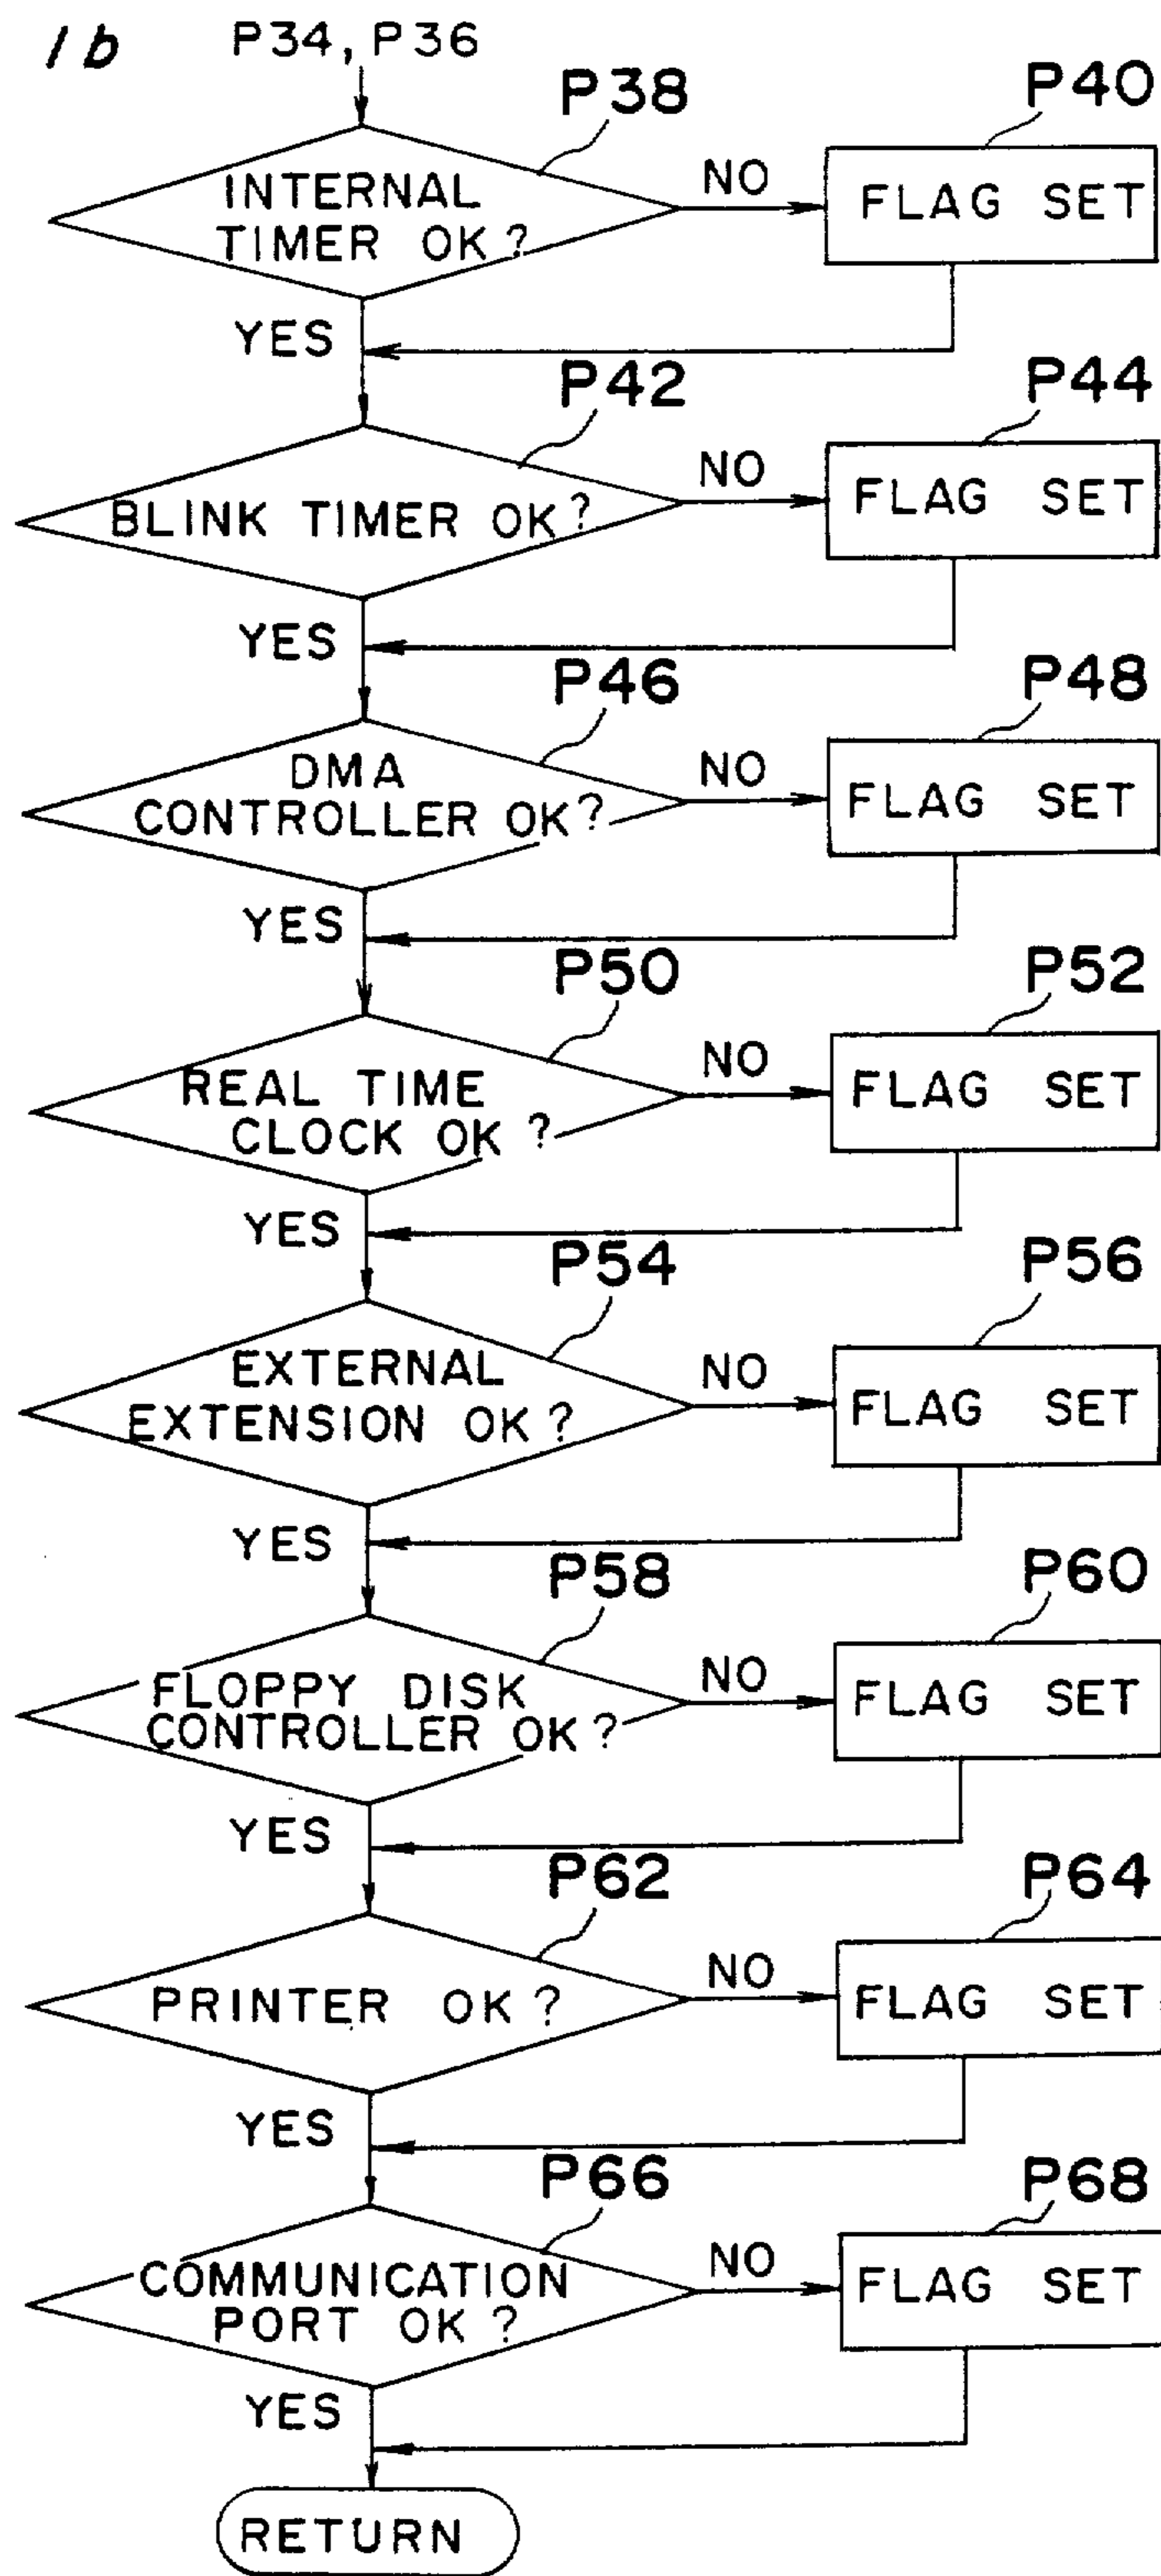 1b
P34, P36
P38
P40
INTERNAL
TIMER OK?
NO
FLAG SET
YES
P42
P44
BLINK TIMER OK?
NO
FLAG SET
YES
P46
P48
DMA
CONTROLLER OK?
NO
FLAG SET
YES
P50
P52
REAL TIME
CLOCK OK ?
NO
FLAG SET
YES
P54
P56
EXTERNAL
EXTENSION OK?
NO
FLAG SET
YES
P58
P60
FLOPPY DISK
CONTROLLER OK?
NO
FLAG SET
YES
P62
P64
PRINTER OK?
NO
FLAG SET
YES
P66
P68
COMMUNICATION
PORT OK ?
NO
FLAG SET
YES
RETURN